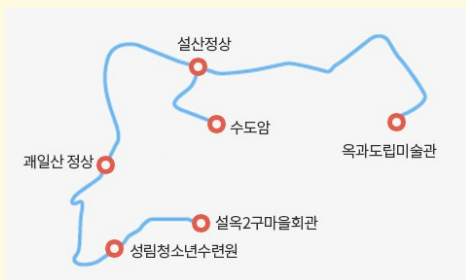 설산정상
수도암
옥과도립미술관
괘일산 정상
설옥2구마을회관
성림청소년수련원